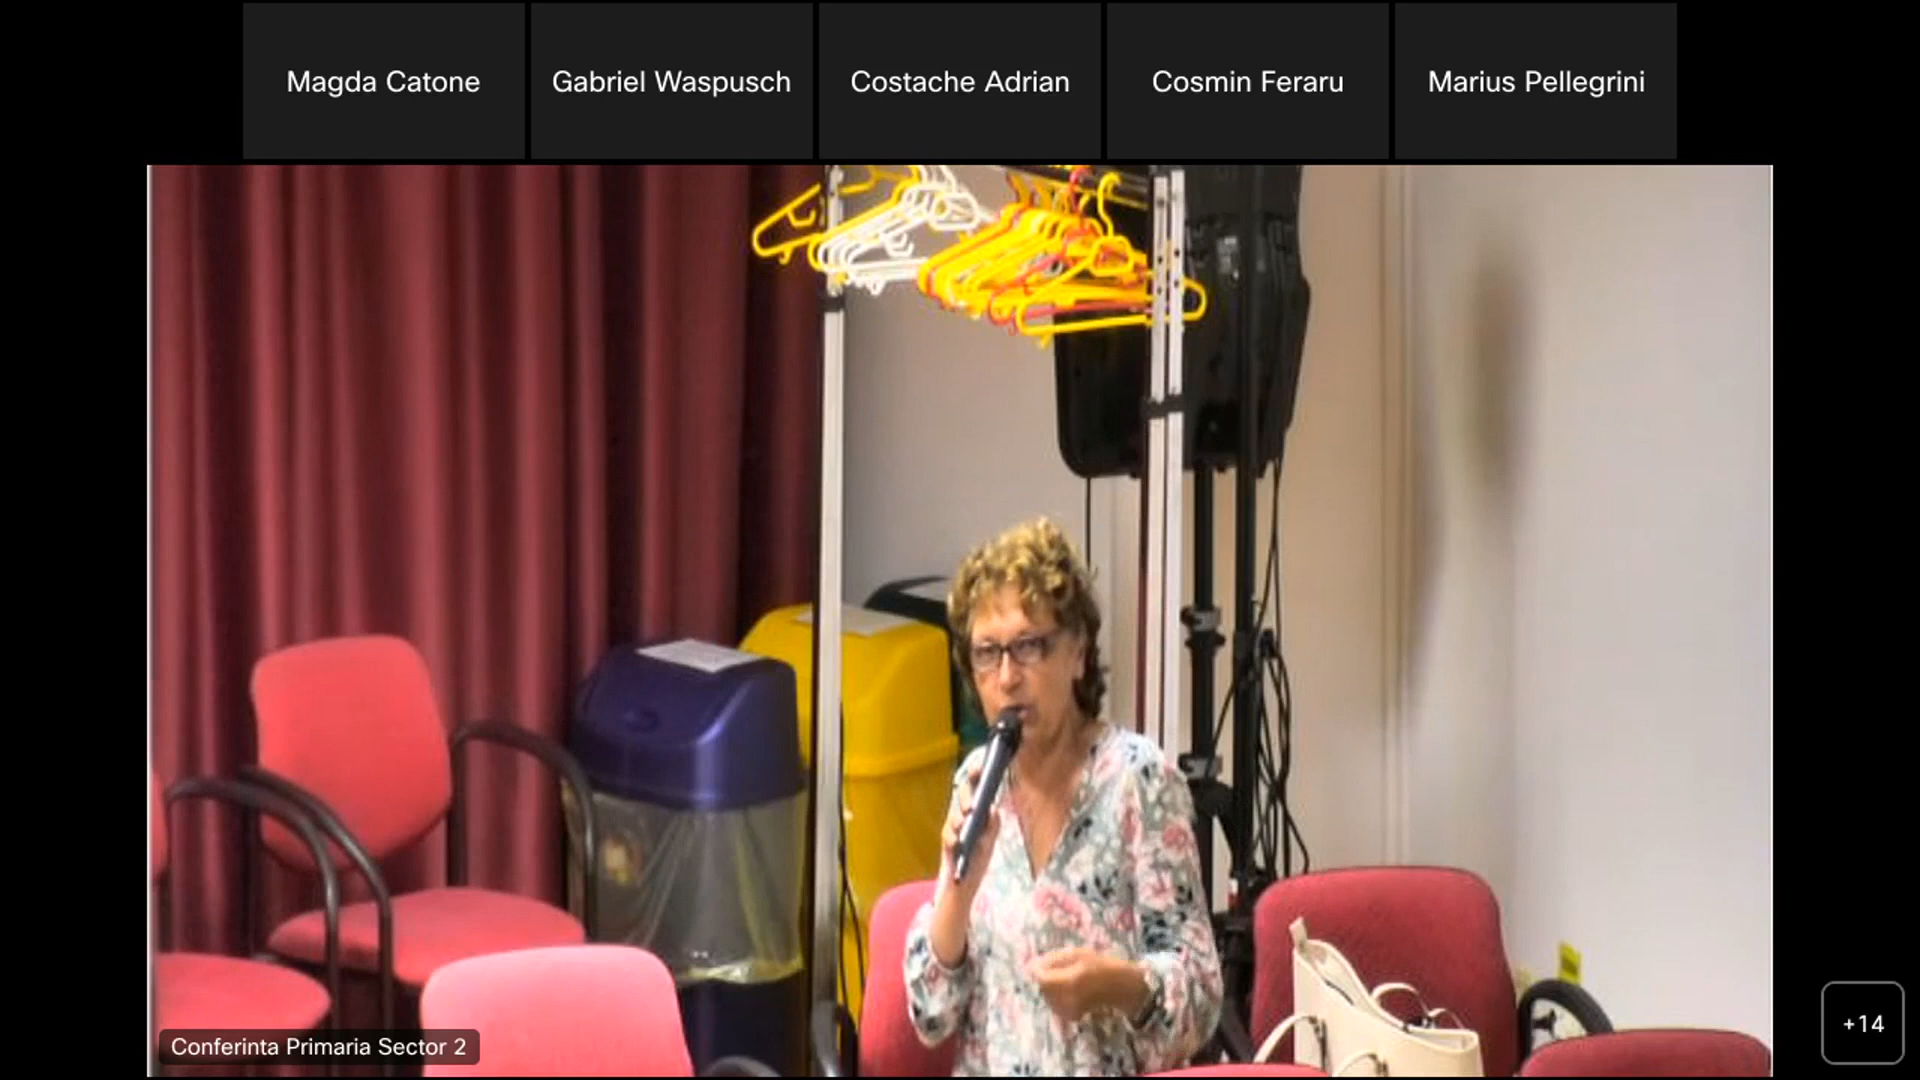 Magda Catone
Gabriel Waspusch
Costache Adrian
Cosmin Feraru
Marius Pellegrini
Conferinta Primaria Sector 2
+14